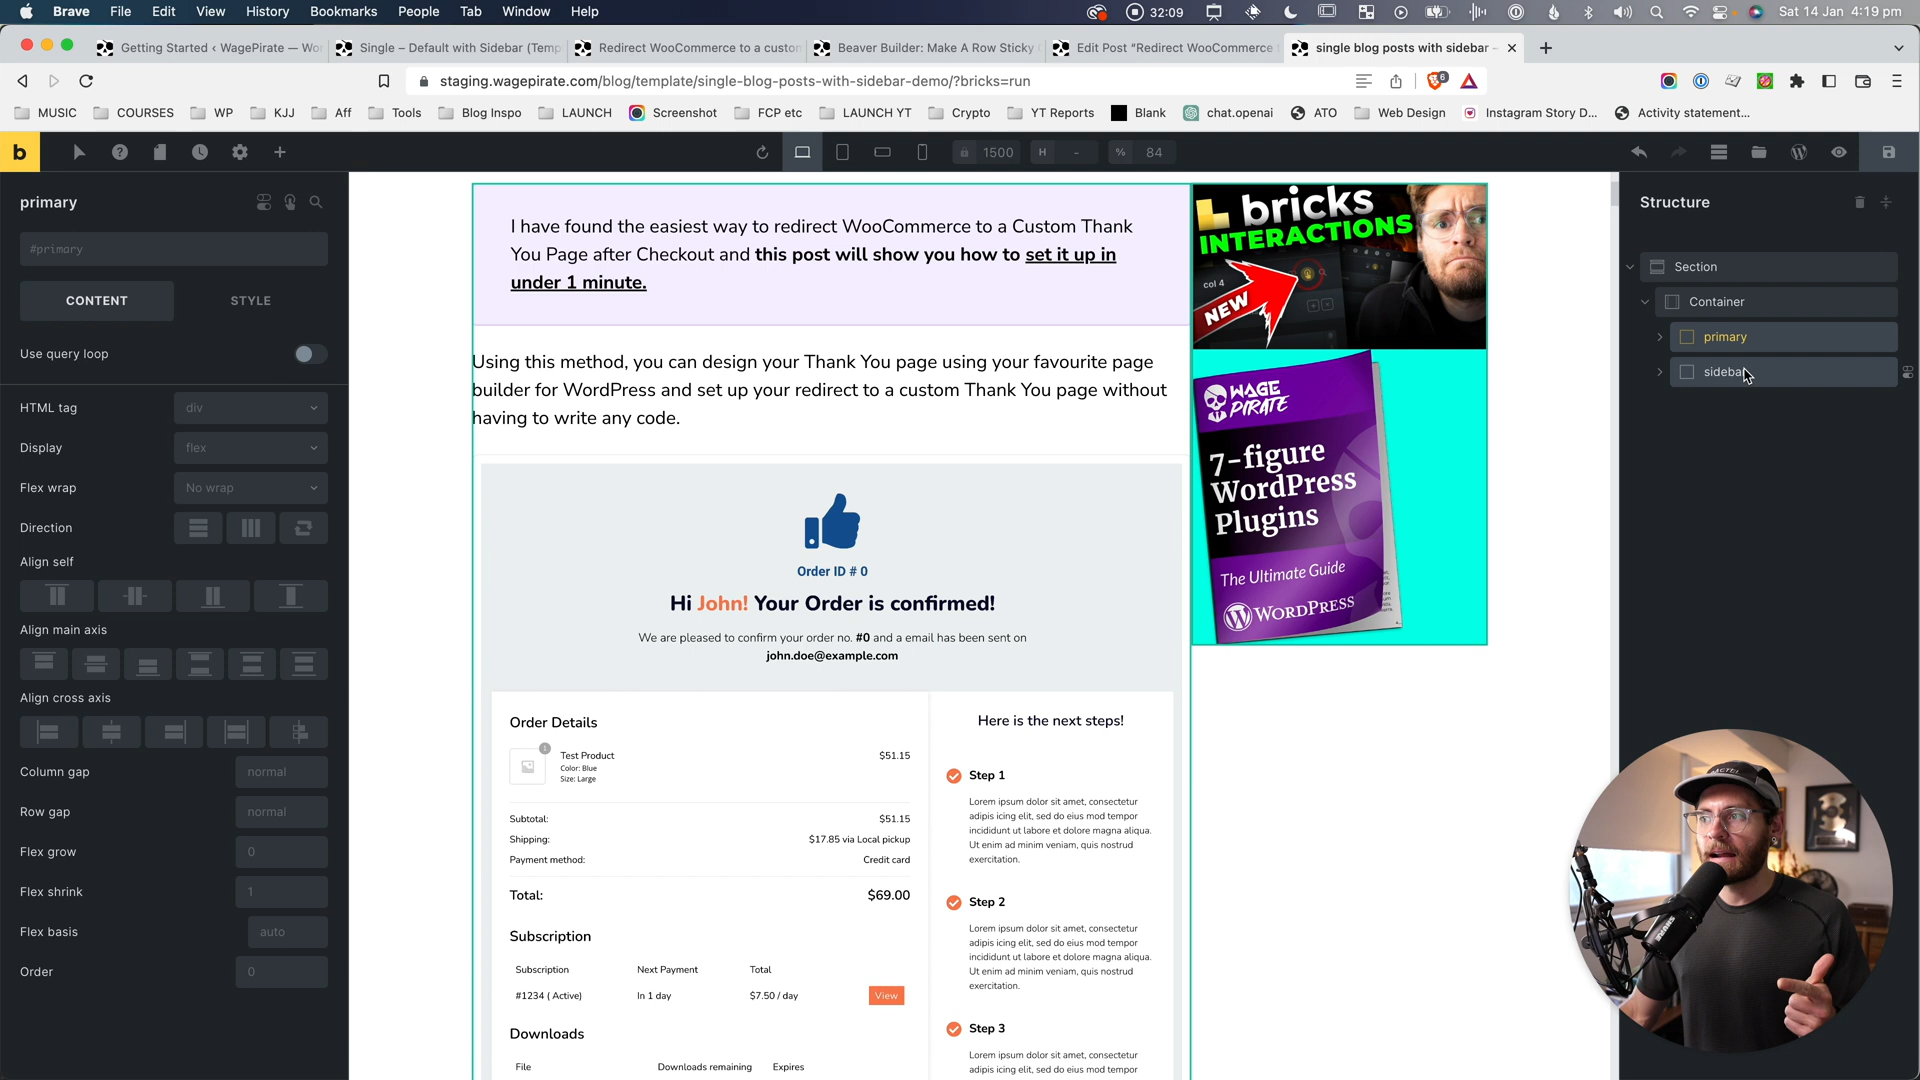 Brave File Edit View History Bookmarks People Tab Window Help
32:09
Sat 14 Jan 4:19 pm
Getting Started ‹ WagePirate — Wo
Single – Default with Sidebar (Temp
Redirect WooCommerce to a custo
Beaver Builder: Make A Row Sticky
Edit Post “Redirect WooCommerce
single blog posts with sidebar -
staging.wagepirate.com/blog/template/single-blog-posts-with-sidebar-demo/?bricks=run
6
MUSIC COURSES WP KJJ Aff Tools Blog Inspo LAUNCH Screenshot FCP etc LAUNCH YT Crypto YT Reports Blank chat.openai ATO Web Design Instagram Story D... Activity statement...
b
1500 H - % 84
primary
#primary
CONTENT STYLE
Use query loop
HTML tag div
Display flex
Flex wrap No wrap
Direction
Align self
Align main axis
Align cross axis
Column gap normal
Row gap normal
Flex grow 0
Flex shrink 1
Flex basis auto
Order 0
I have found the easiest way to redirect WooCommerce to a Custom Thank
You Page after Checkout and this post will show you how to set it up in
under 1 minute.
Using this method, you can design your Thank You page using your favourite page
builder for WordPress and set up your redirect to a custom Thank You page without
having to write any code.
Order ID # 0
Hi John! Your Order is confirmed!
We are pleased to confirm your order no. #0 and a email has been sent on
john.doe@example.com
Order Details
1
Test Product $51.15
Color: Blue
Size: Large
Subtotal: $51.15
Shipping: $17.85 via Local pickup
Payment method: Credit card
Total: $69.00
Subscription
Subscription Next Payment Total
#1234 ( Active) In 1 day $7.50 / day View
Downloads
File Downloads remaining Expires
Here is the next steps!
Step 1
Lorem ipsum dolor sit amet, consectetur
adipis icing elit, sed do eius mod tempor
incididunt ut labore et dolore magna aliqua.
Ut enim ad minim veniam, quis nostrud
exercitation.
Step 2
Lorem ipsum dolor sit amet, consectetur
adipis icing elit, sed do eius mod tempor
incididunt ut labore et dolore magna aliqua.
Ut enim ad minim veniam, quis nostrud
exercitation.
Step 3
Lorem ipsum dolor sit amet, consectetur
adipis icing elit, sed do eius mod tempor
bricks
INTERACTIONS
col 4
NEW
WAGE
PIRATE
7-figure
WordPress
Plugins
The Ultimate Guide
WORDPRESS
Structure
Section
Container
primary
sidebar
SHURE